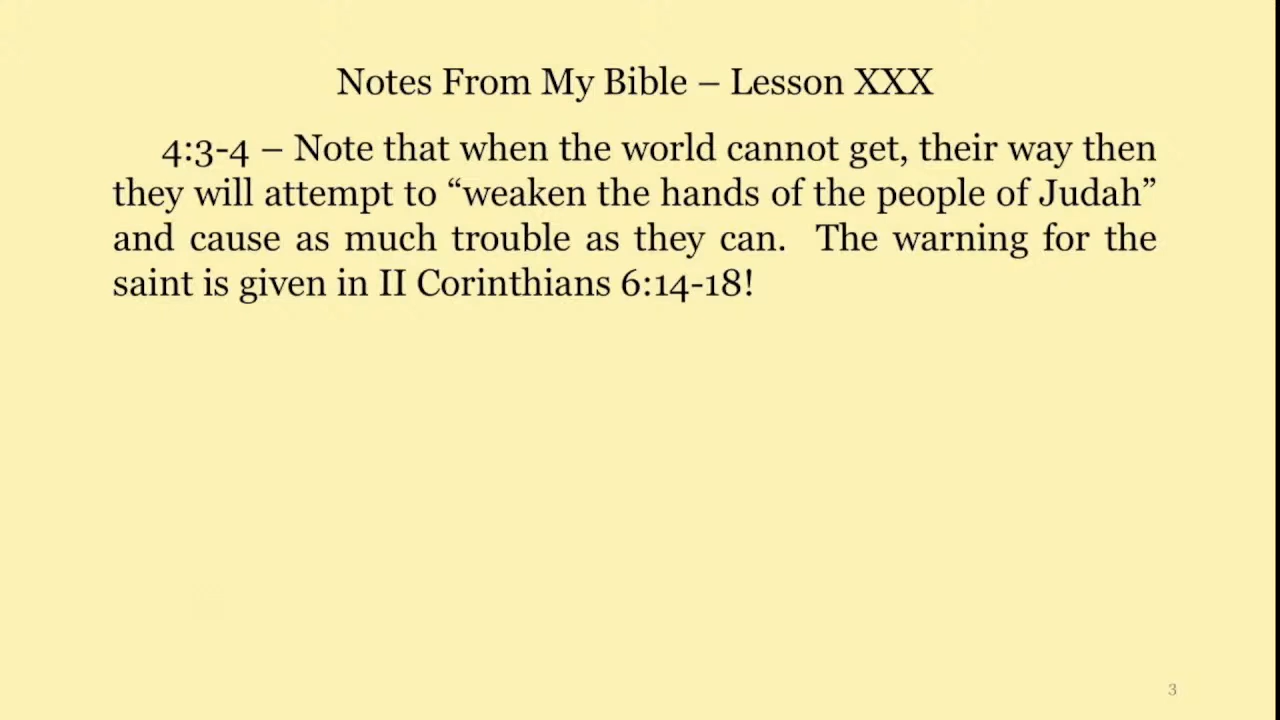 Notes From My Bible – Lesson XXX
4:3-4 – Note that when the world cannot get, their way then
they will attempt to “weaken the hands of the people of Judah”
and cause as much trouble as they can.  The warning for the
saint is given in II Corinthians 6:14-18!
3